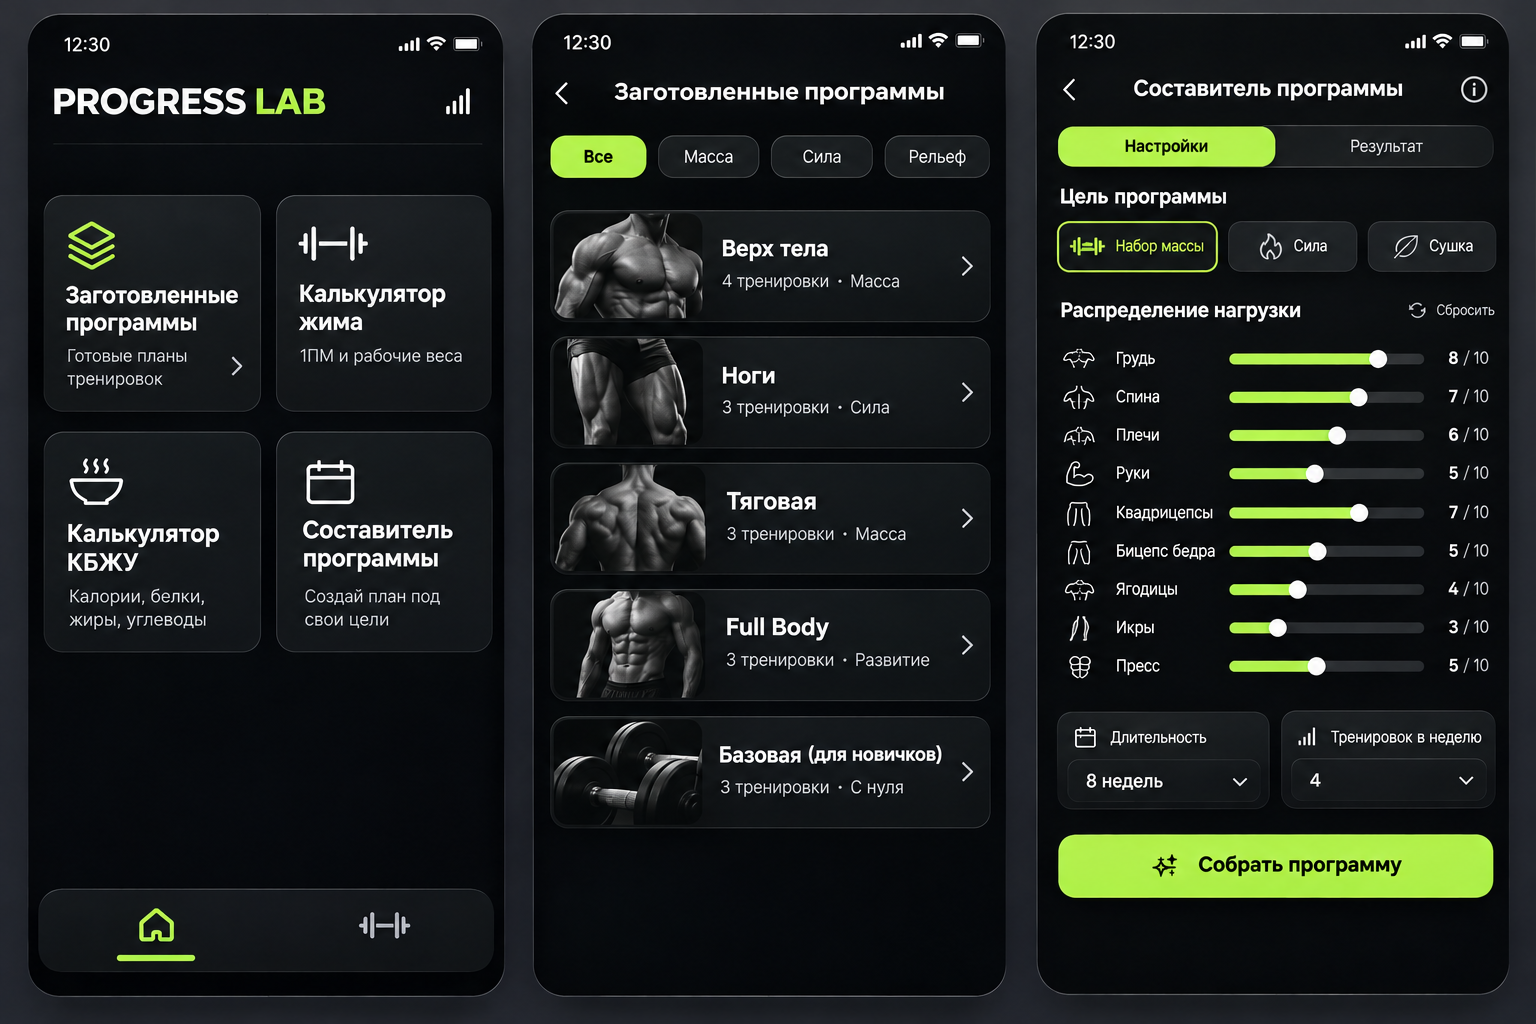 12:30
PROGRESS LAB
Заготовленные
программы
Готовые планы
тренировок
Калькулятор
жима
1ПМ и рабочие веса
Калькулятор
КБЖУ
Калории, белки,
жиры, углеводы
Составитель
программы
Создай план под
свои цели
12:30
Заготовленные программы
Все
Масса
Сила
Рельеф
Верх тела
4 тренировки • Масса
Ноги
3 тренировки • Сила
Тяговая
3 тренировки • Масса
Full Body
3 тренировки • Развитие
Базовая (для новичков)
3 тренировки • С нуля
12:30
Составитель программы
Настройки
Результат
Цель программы
Набор массы
Сила
Сушка
Распределение нагрузки
Сбросить
Грудь 8 / 10
Спина 7 / 10
Плечи 6 / 10
Руки 5 / 10
Квадрицепсы 7 / 10
Бицепс бедра 5 / 10
Ягодицы 4 / 10
Икры 3 / 10
Пресс 5 / 10
Длительность
8 недель
Тренировок в неделю
4
Собрать программу